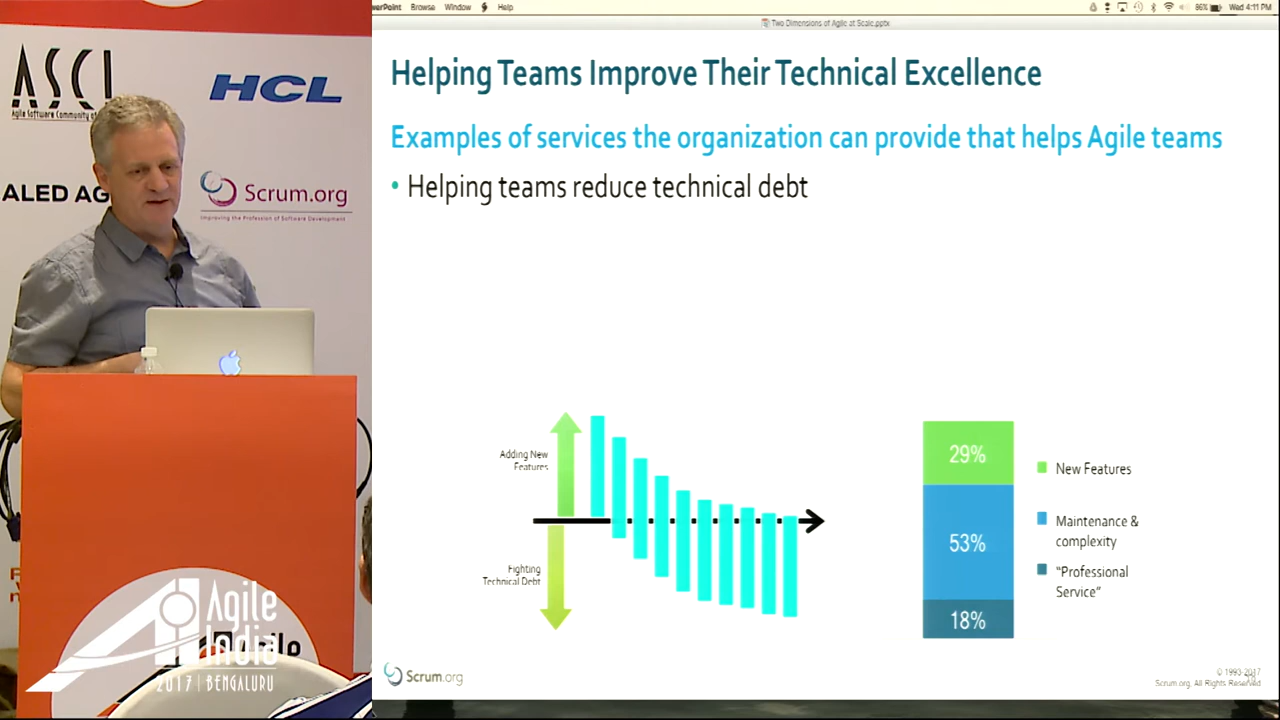 PowerPoint Browse Window Help
86% Wed 4:11 PM
Two Dimensions of Agile at Scale.pptx
Helping Teams Improve Their Technical Excellence
Examples of services the organization can provide that helps Agile teams
• Helping teams reduce technical debt
Adding New
Features
Fighting
Technical Debt
29%
53%
18%
New Features
Maintenance &
complexity
"Professional
Service"
Scrum.org
© 1993-2017
Scrum.org, All Rights Reserved
ASCI
Agile Software Community of
HCL
ALED AG
Scrum.org
Improving the Profession of Software Development
Agile
India
2017 | BENGALURU